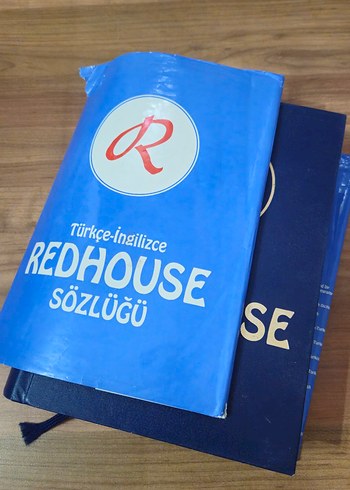 R
Türkçe-İngilizce
REDHOUSE
SÖZLÜĞÜ
SE